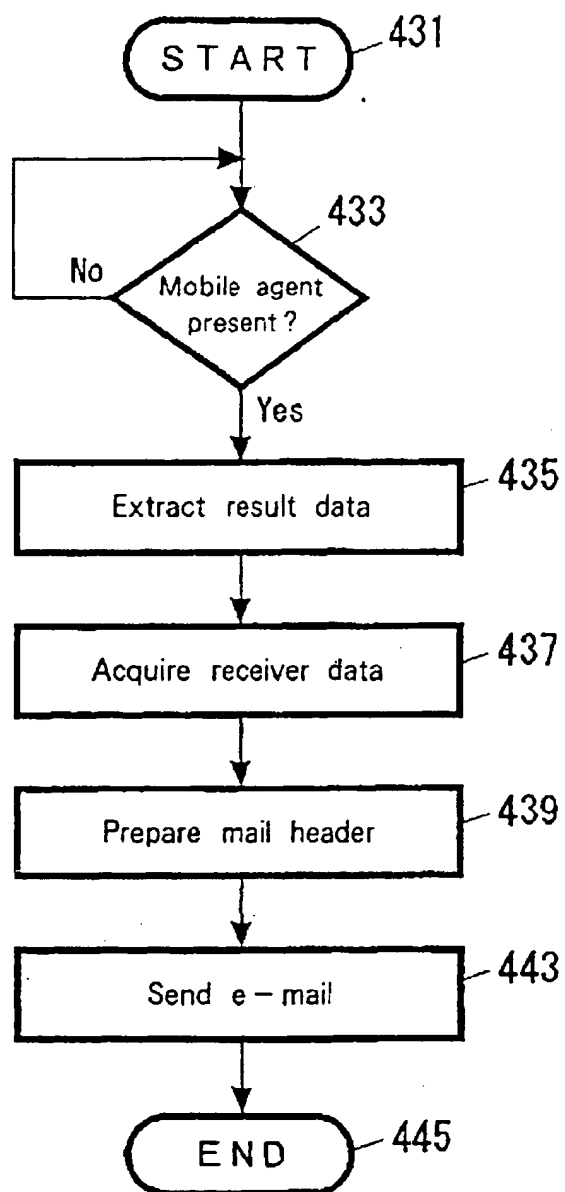 START
431
433
No
Mobile agent
present?
Yes
Extract result data
435
Acquire receiver data
437
Prepare mail header
439
Send e-mail
443
END
445